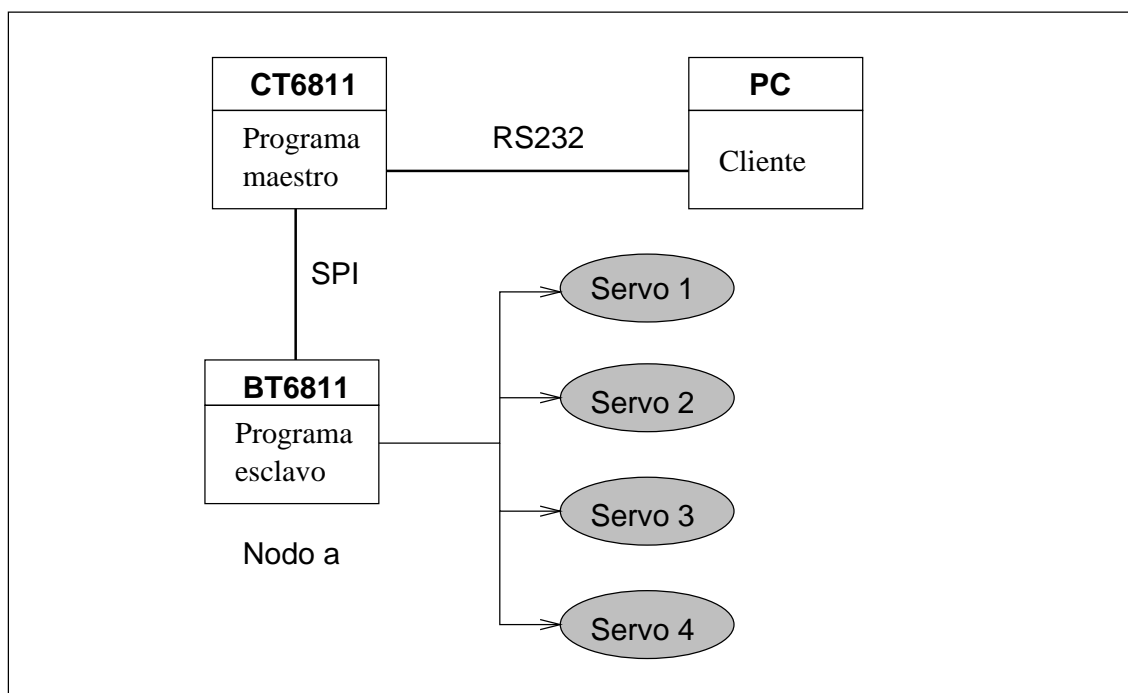 CT6811
Programa
maestro
RS232
PC
Cliente
SPI
BT6811
Programa
esclavo
Nodo a
Servo 1
Servo 2
Servo 3
Servo 4